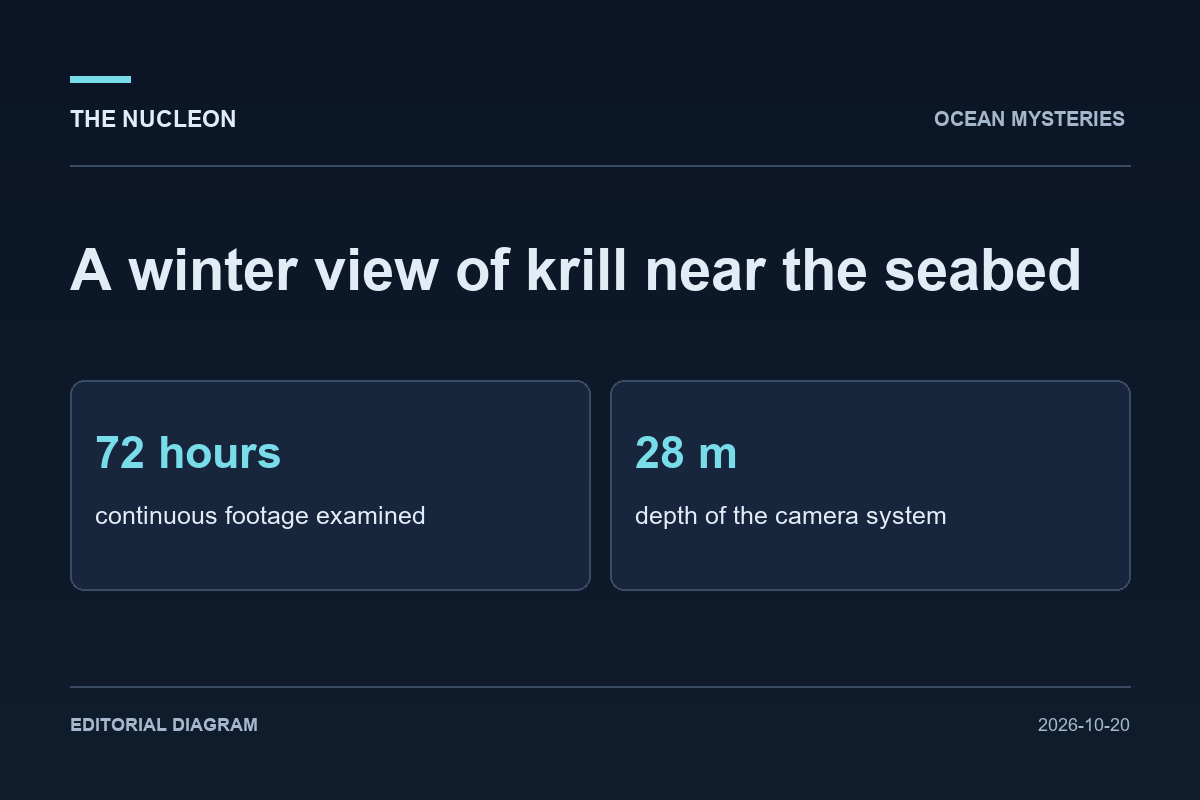 THE NUCLEON
OCEAN MYSTERIES
A winter view of krill near the seabed
72 hours
continuous footage examined
28 m
depth of the camera system
EDITORIAL DIAGRAM
2026-10-20